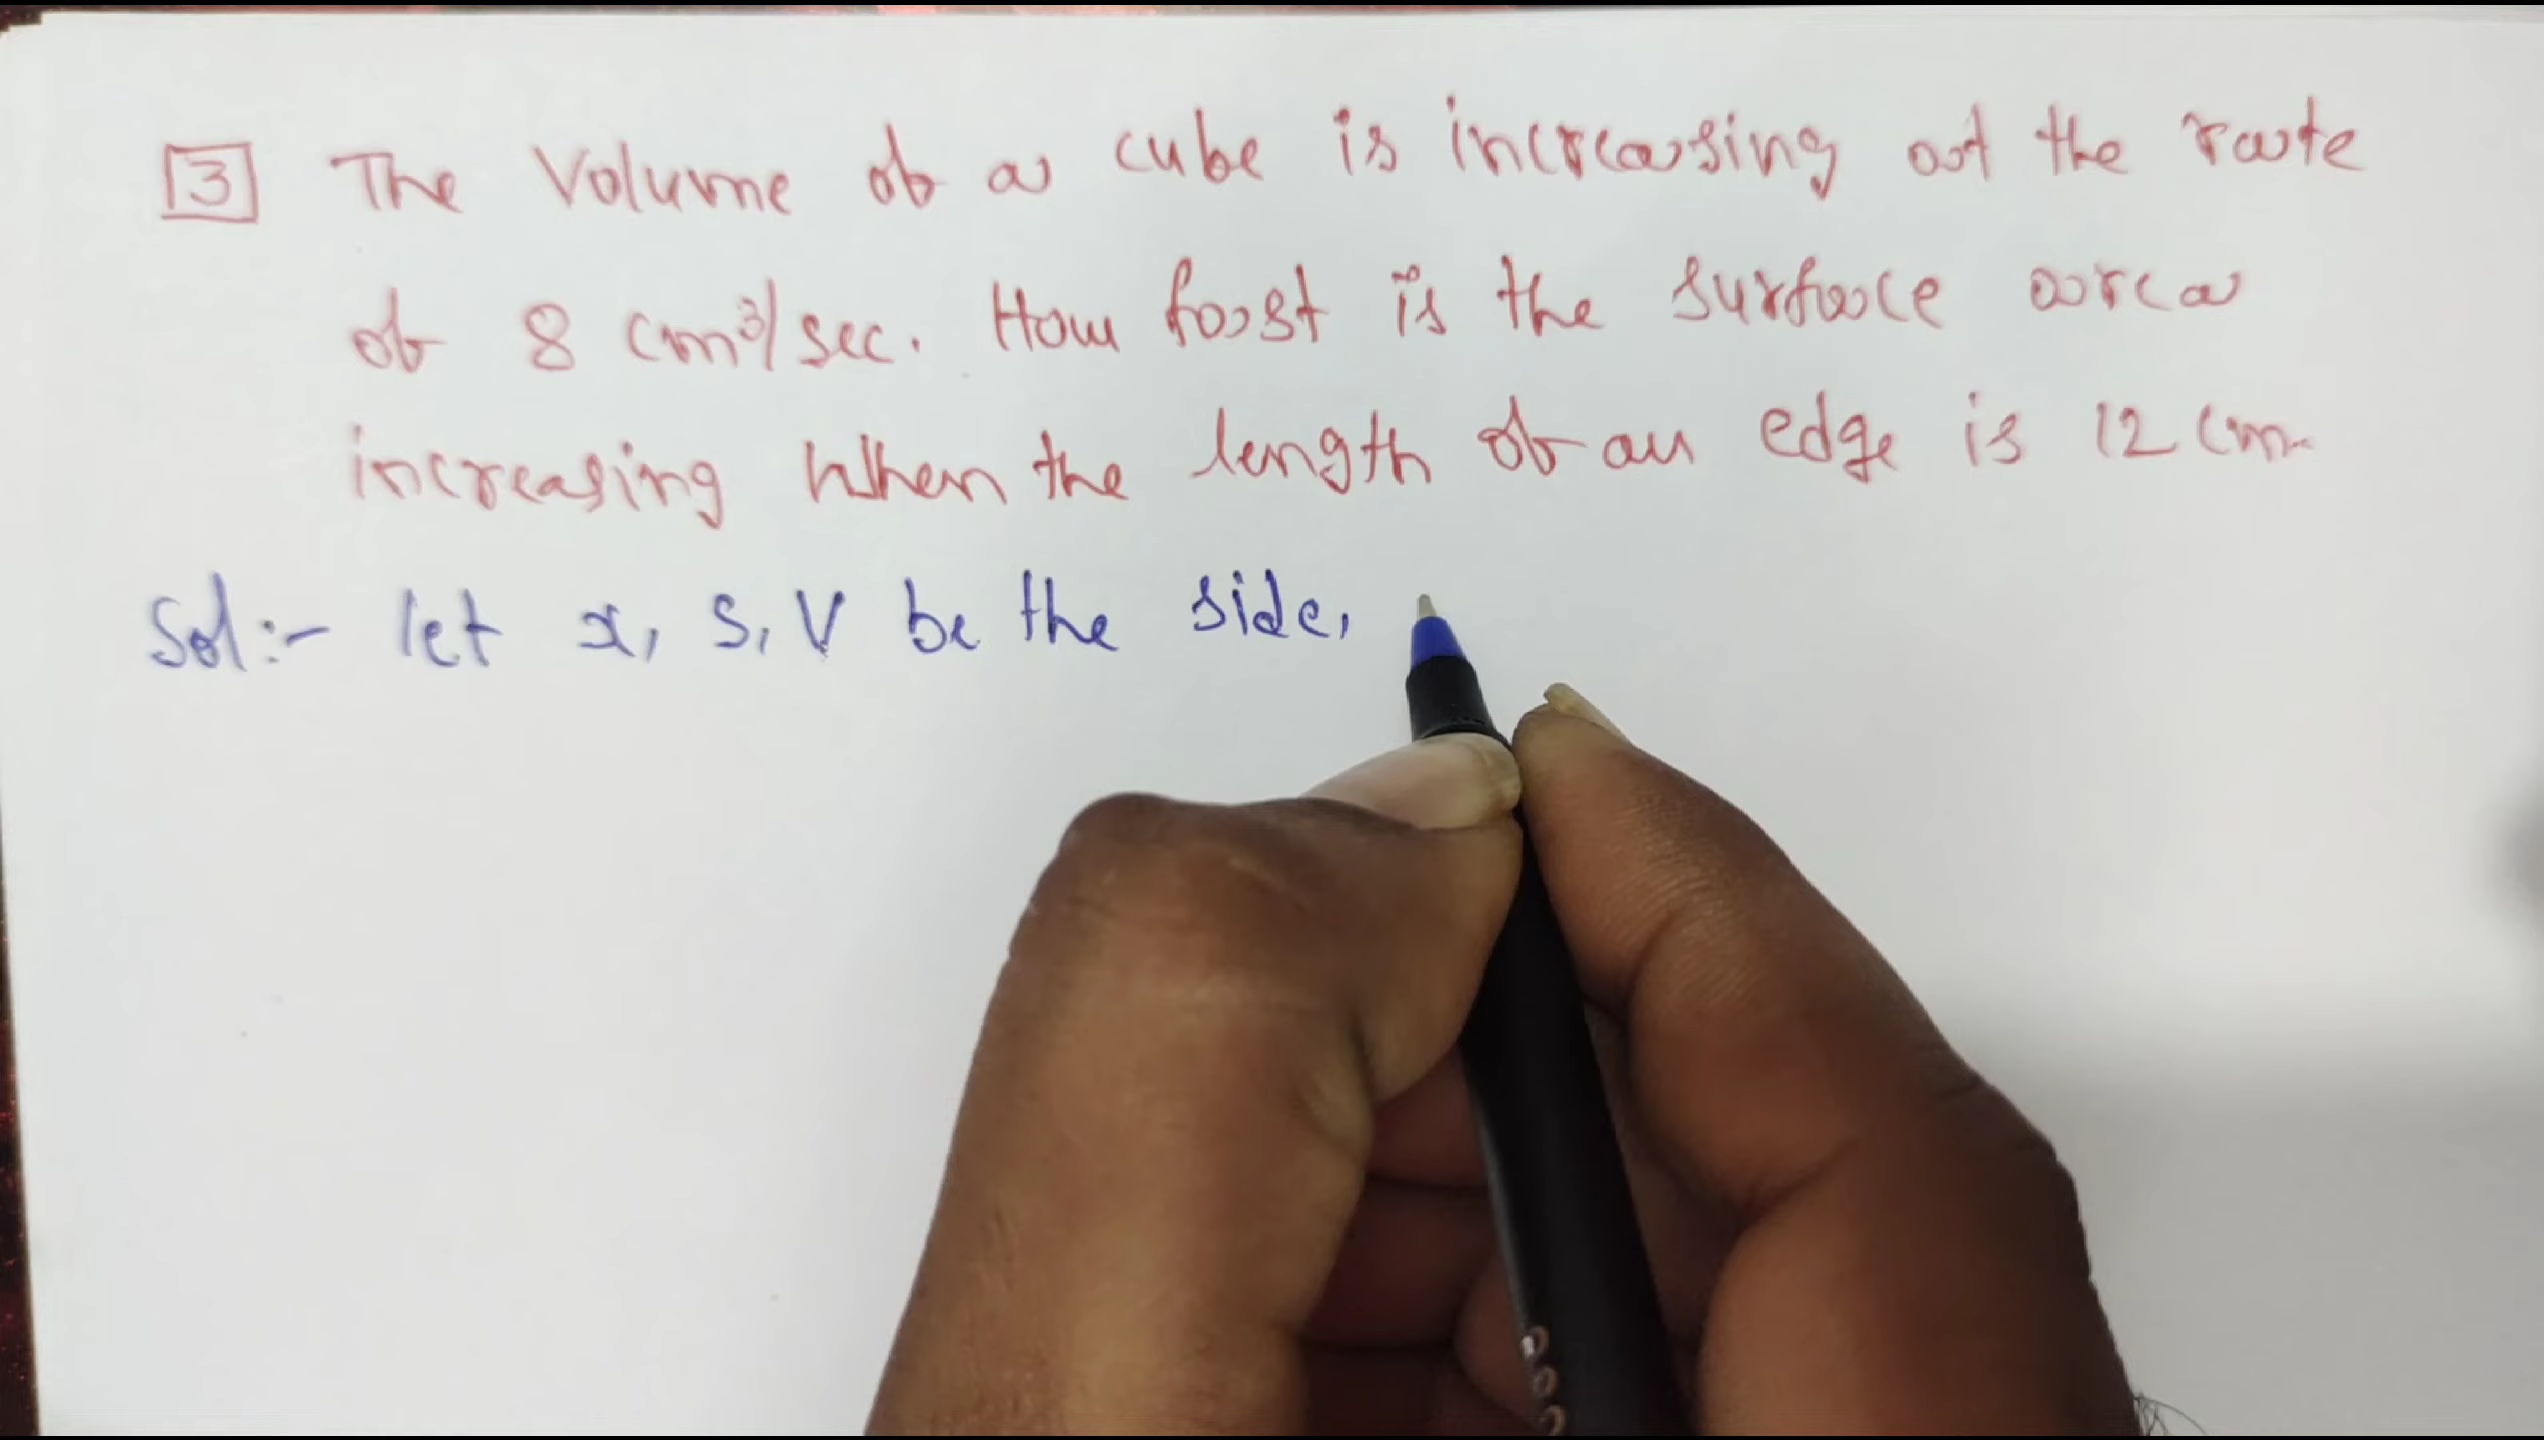 3 The Volume of a cube is increasing at the rate
of 8 cm³/sec. How fast is the surface area
increasing when the length of an edge is 12 cm.
Sol:- let x, S, V be the side,